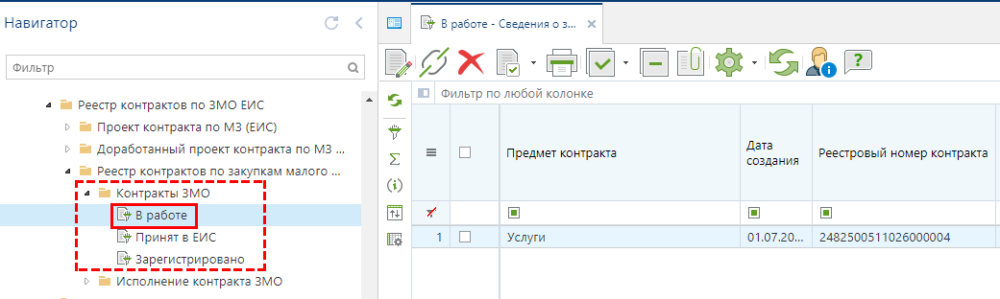 Навигатор
Фильтр
Реестр контрактов по ЗМО ЕИС
Проект контракта по МЗ (ЕИС)
Доработанный проект контракта по МЗ ...
Реестр контрактов по закупкам малого ...
Контракты ЗМО
В работе
Принят в ЕИС
Зарегистрировано
Исполнение контракта ЗМО
В работе - Сведения о з...
Фильтр по любой колонке
Предмет контракта
Дата
создания
Реестровый номер контракта
1 Услуги 01.07.20... 2482500511026000004